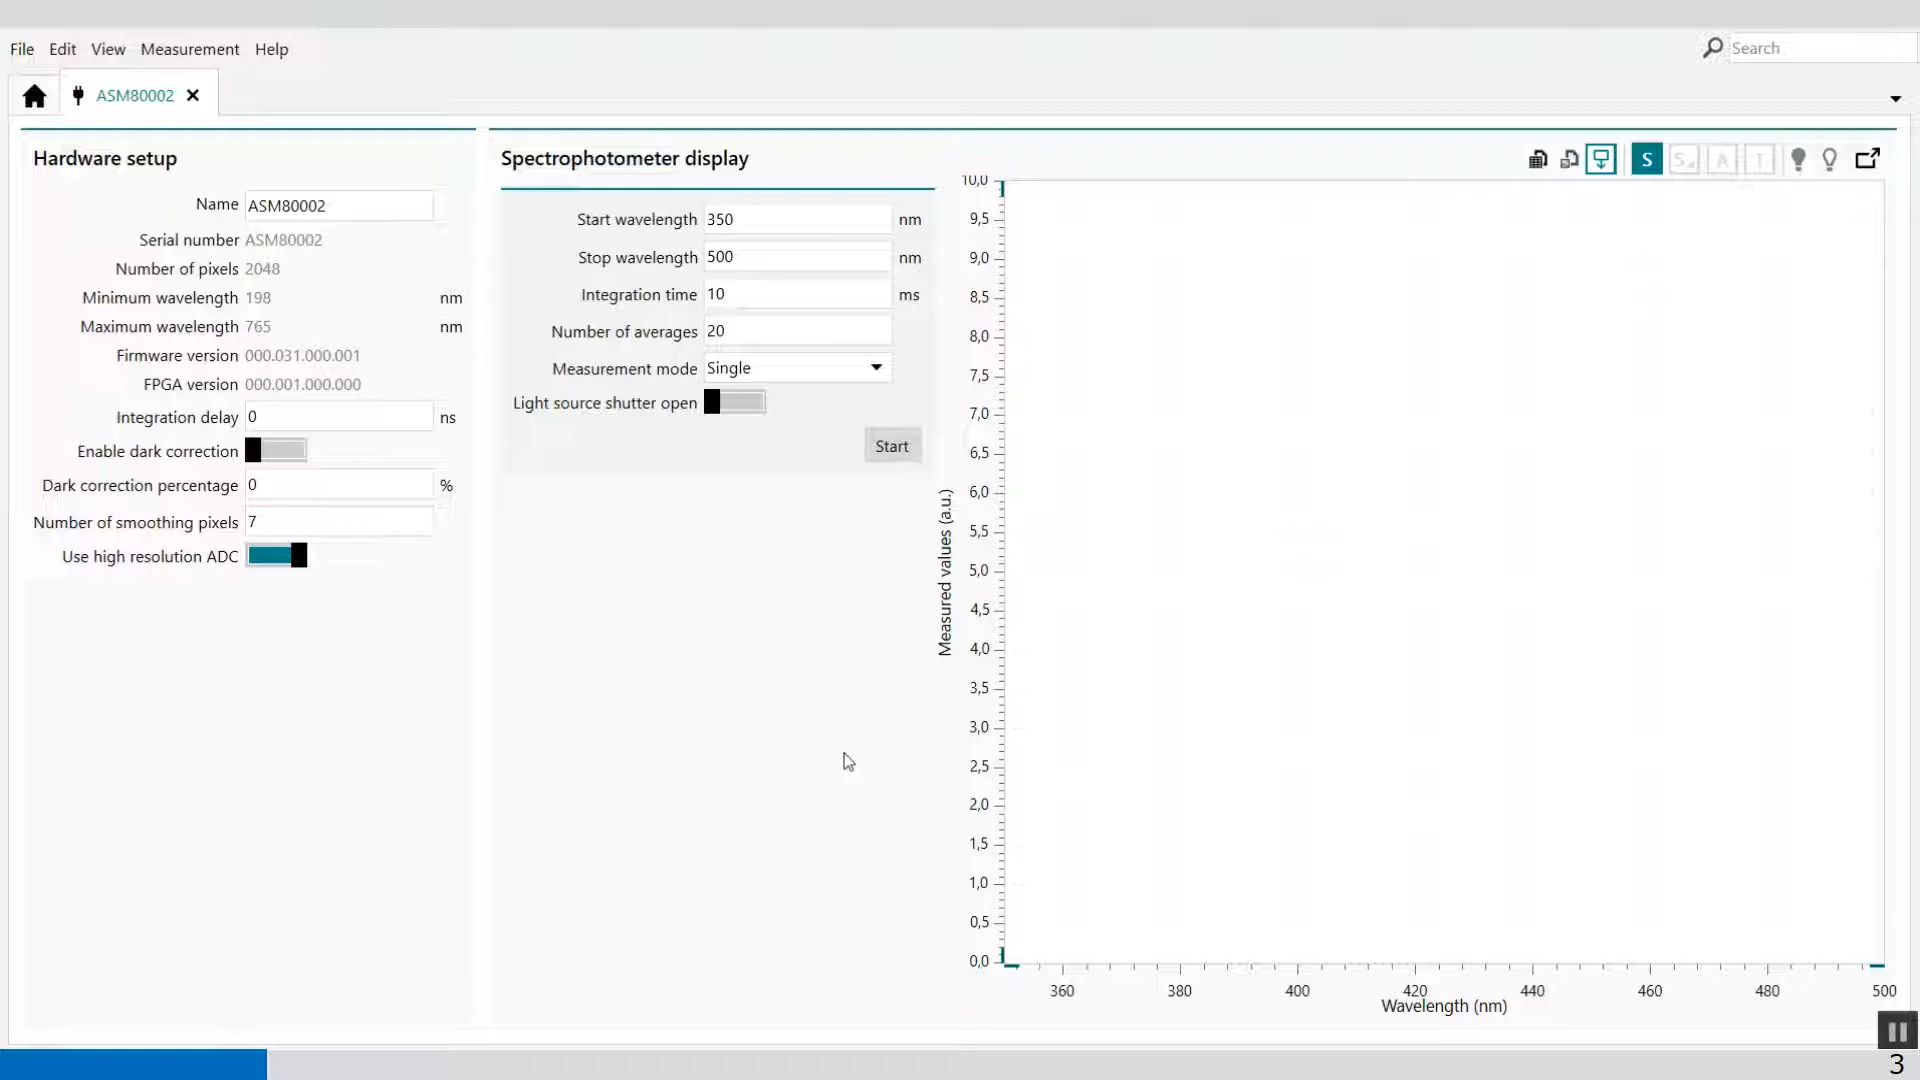 File Edit View Measurement Help
Search
ASM80002
Hardware setup
Name ASM80002
Serial number ASM80002
Number of pixels 2048
Minimum wavelength 198 nm
Maximum wavelength 765 nm
Firmware version 000.031.000.001
FPGA version 000.001.000.000
Integration delay 0 ns
Enable dark correction
Dark correction percentage 0 %
Number of smoothing pixels 7
Use high resolution ADC
Spectrophotometer display
Start wavelength 350 nm
Stop wavelength 500 nm
Integration time 10 ms
Number of averages 20
Measurement mode Single
Light source shutter open
Start
S
A
T
Measured values (a.u.)
10,0
9,5
9,0
8,5
8,0
7,5
7,0
6,5
6,0
5,5
5,0
4,5
4,0
3,5
3,0
2,5
2,0
1,5
1,0
0,5
0,0
360 380 400 420 440 460 480 500
Wavelength (nm)
3